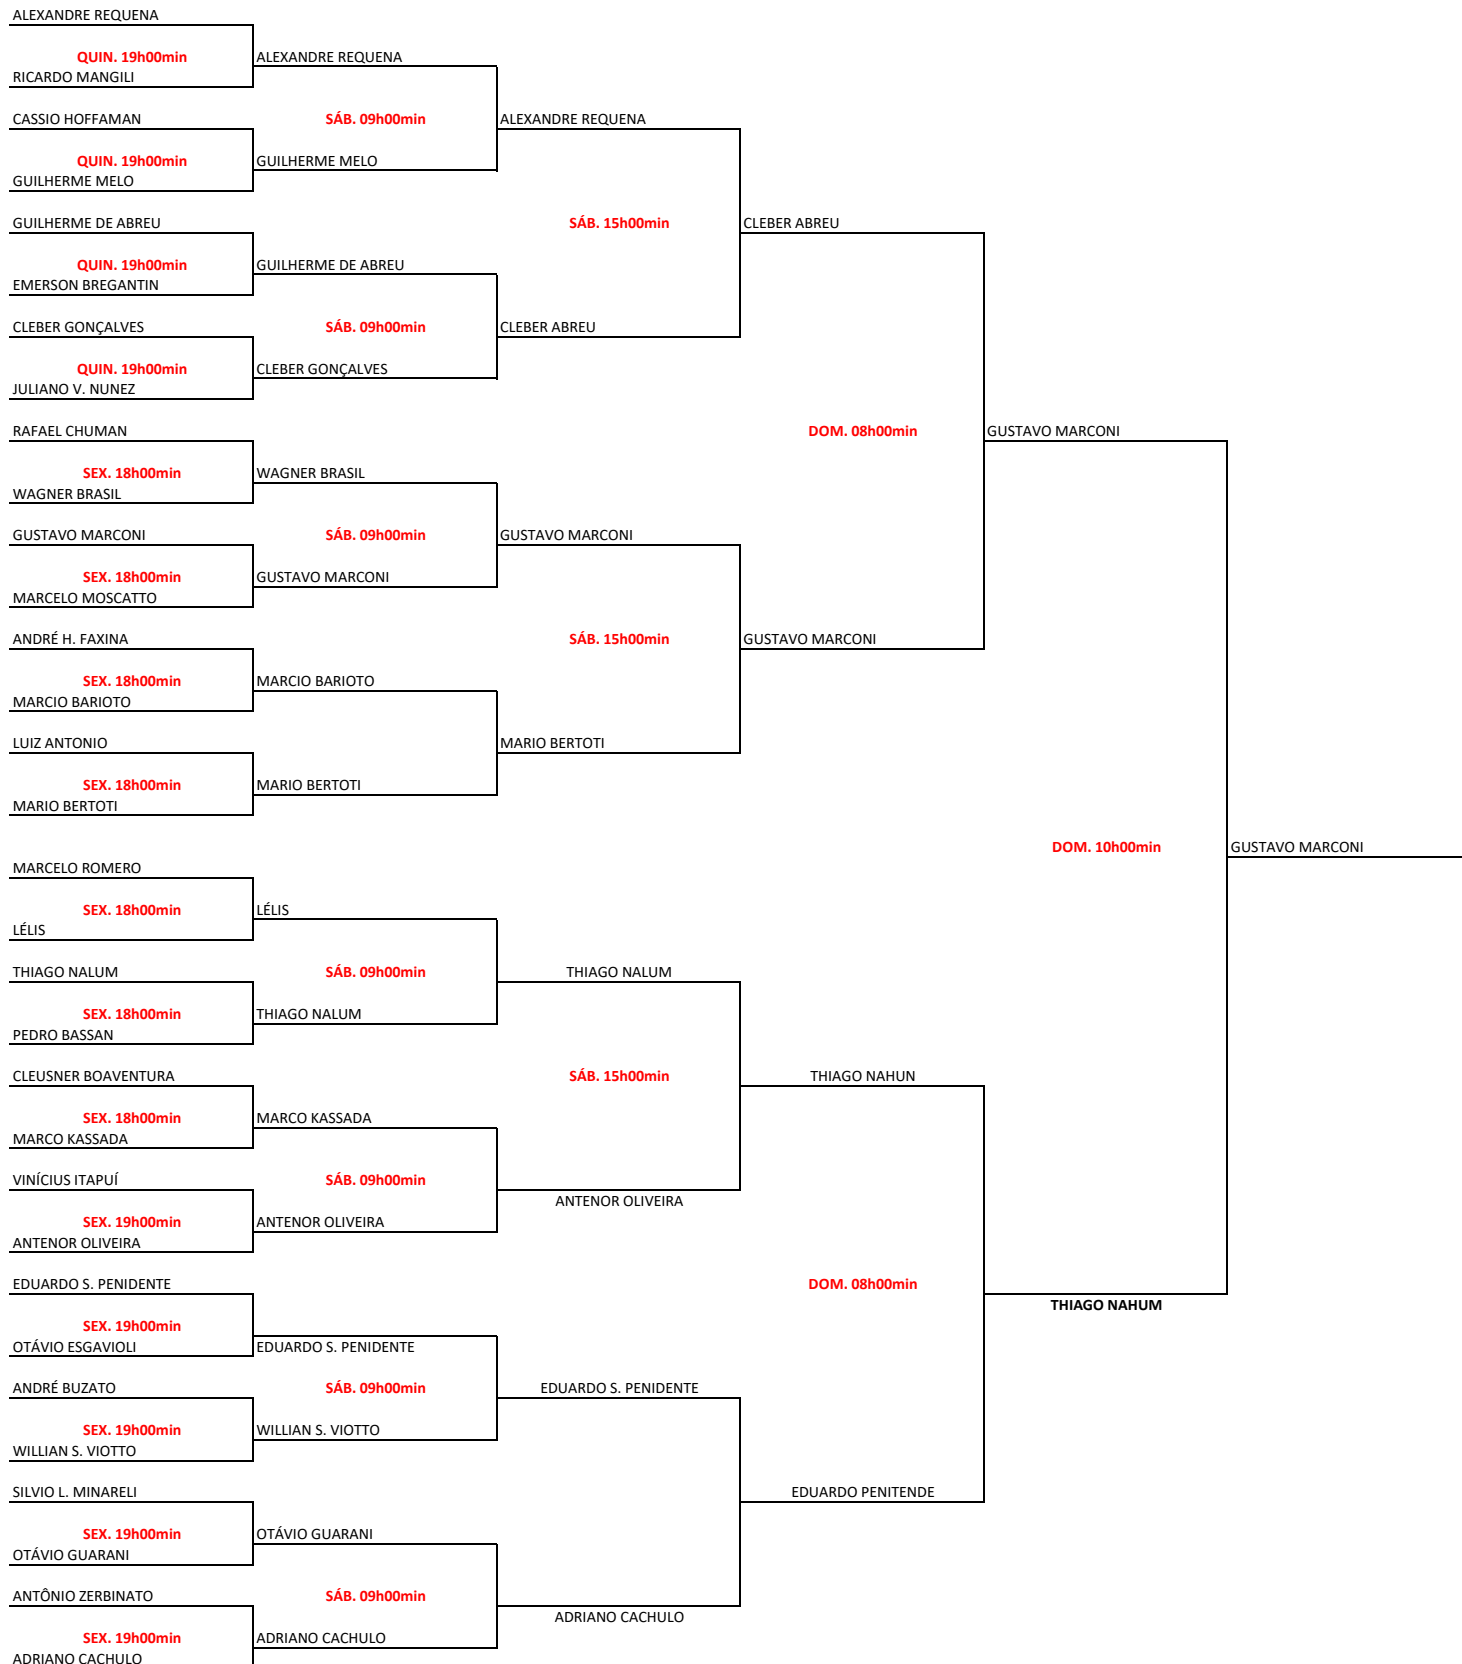 ALEXANDRE REQUENA
QUIN. 19h00min
ALEXANDRE REQUENA
RICARDO MANGILI
CASSIO HOFFAMAN
SÁB. 09h00min
ALEXANDRE REQUENA
QUIN. 19h00min
GUILHERME MELO
GUILHERME MELO
GUILHERME DE ABREU
SÁB. 15h00min
CLEBER ABREU
QUIN. 19h00min
GUILHERME DE ABREU
EMERSON BREGANTIN
CLEBER GONÇALVES
SÁB. 09h00min
CLEBER ABREU
QUIN. 19h00min
CLEBER GONÇALVES
JULIANO V. NUNEZ
RAFAEL CHUMAN
DOM. 08h00min
GUSTAVO MARCONI
SEX. 18h00min
WAGNER BRASIL
WAGNER BRASIL
GUSTAVO MARCONI
SÁB. 09h00min
GUSTAVO MARCONI
SEX. 18h00min
GUSTAVO MARCONI
MARCELO MOSCATTO
ANDRÉ H. FAXINA
SÁB. 15h00min
GUSTAVO MARCONI
SEX. 18h00min
MARCIO BARIOTO
MARCIO BARIOTO
LUIZ ANTONIO
MARIO BERTOTI
SEX. 18h00min
MARIO BERTOTI
MARIO BERTOTI
DOM. 10h00min
GUSTAVO MARCONI
MARCELO ROMERO
SEX. 18h00min
LÉLIS
LÉLIS
THIAGO NALUM
SÁB. 09h00min
THIAGO NALUM
SEX. 18h00min
THIAGO NALUM
PEDRO BASSAN
CLEUSNER BOAVENTURA
SÁB. 15h00min
THIAGO NAHUN
SEX. 18h00min
MARCO KASSADA
MARCO KASSADA
VINÍCIUS ITAPUÍ
SÁB. 09h00min
ANTENOR OLIVEIRA
SEX. 19h00min
ANTENOR OLIVEIRA
ANTENOR OLIVEIRA
EDUARDO S. PENIDENTE
DOM. 08h00min
THIAGO NAHUM
SEX. 19h00min
OTÁVIO ESGAVIOLI
EDUARDO S. PENIDENTE
ANDRÉ BUZATO
SÁB. 09h00min
EDUARDO S. PENIDENTE
SEX. 19h00min
WILLIAN S. VIOTTO
WILLIAN S. VIOTTO
SILVIO L. MINARELI
EDUARDO PENITENDE
SEX. 19h00min
OTÁVIO GUARANI
OTÁVIO GUARANI
ANTÔNIO ZERBINATO
SÁB. 09h00min
ADRIANO CACHULO
SEX. 19h00min
ADRIANO CACHULO
ADRIANO CACHULO